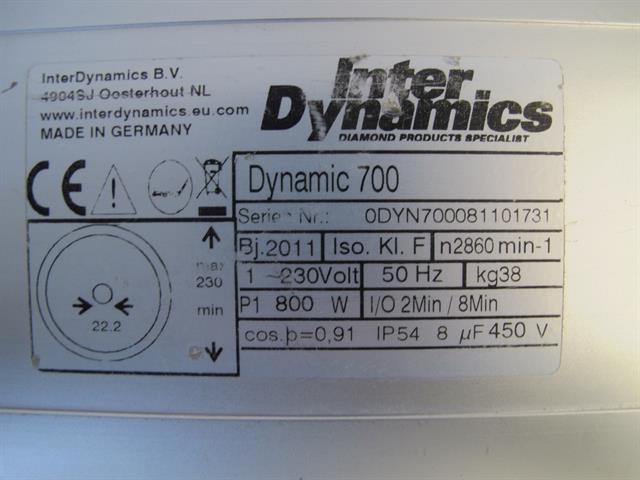 InterDynamics B.V.
4904SJ Oosterhout NL
www.interdynamics.eu.com
MADE IN GERMANY
Inter
Dynamics
DIAMOND PRODUCTS SPECIALIST
CE
Dynamic 700
Serien Nr.: 0DYN700081101731
Bj.2011 Iso. Kl. F n2860 min-1
1 ~230Volt 50 Hz kg38
P1 800 W I/O 2Min / 8Min
cos.p=0,91 IP54 8 µF 450 V
max
230
min
22.2